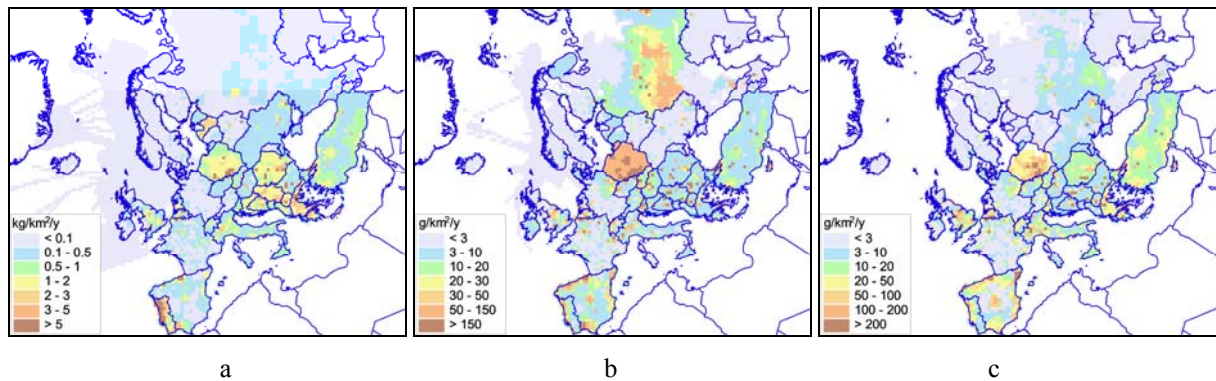 kg/km²/y
< 0.1
0.1 - 0.5
0.5 - 1
1 - 2
2 - 3
3 - 5
> 5
g/km²/y
< 3
3 - 10
10 - 20
20 - 30
30 - 50
50 - 150
> 150
g/km²/y
< 3
3 - 10
10 - 20
20 - 50
50 - 100
100 - 200
> 200
a
b
c